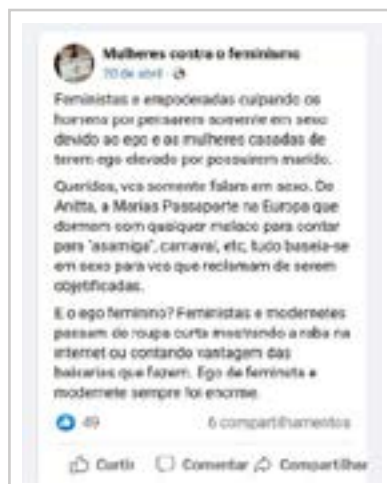 Mulheres contra o feminismo
20 de abril
Feministas e empoderadas culpando os
homens por pensarem somente em sexo
devido ao ego e as mulheres casadas de
terem ego elevado por possuirem marido.
Queridos, vcs somente falam em sexo. De
Anitta, a Marias Passaporte na Europa que
dormem com qualquer melaco para contar
para "asamiga", carnaval, etc, tudo baseia-se
em sexo para vcs que reclamam de serem
objetificadas.
E o ego feminino? Feministas e modernetes
passam de roupa curta mostrando a raba na
internet ou contando vantagem das
baixarias que fazem. Ego de feminista e
modernete sempre foi enorme.
49
6 compartilhamentos
Curtir
Comentar
Compartilhar